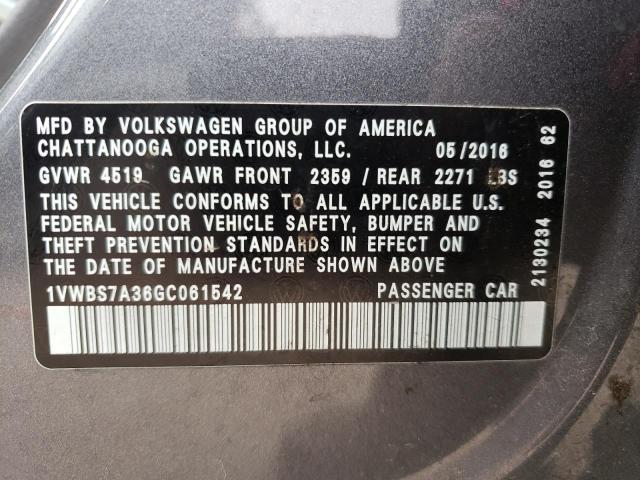 MFD BY VOLKSWAGEN GROUP OF AMERICA
CHATTANOOGA OPERATIONS, LLC. 05/2016
GVWR 4519 GAWR FRONT 2359 / REAR 2271 LBS
THIS VEHICLE CONFORMS TO ALL APPLICABLE U.S.
FEDERAL MOTOR VEHICLE SAFETY, BUMPER AND
THEFT PREVENTION STANDARDS IN EFFECT ON
THE DATE OF MANUFACTURE SHOWN ABOVE
1VWBS7A36GC061542 PASSENGER CAR
2130234 2016 62